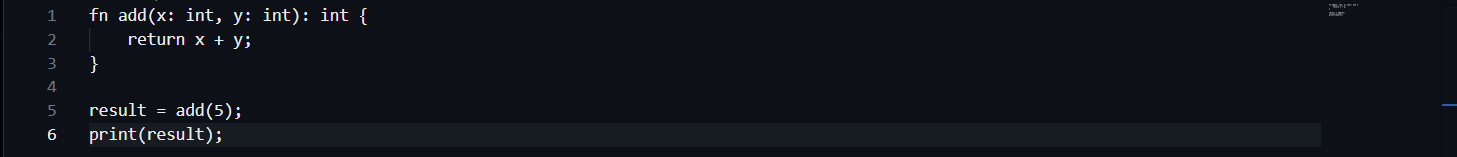 1 fn add(x: int, y: int): int {
2     return x + y;
3 }
4
5 result = add(5);
6 print(result);